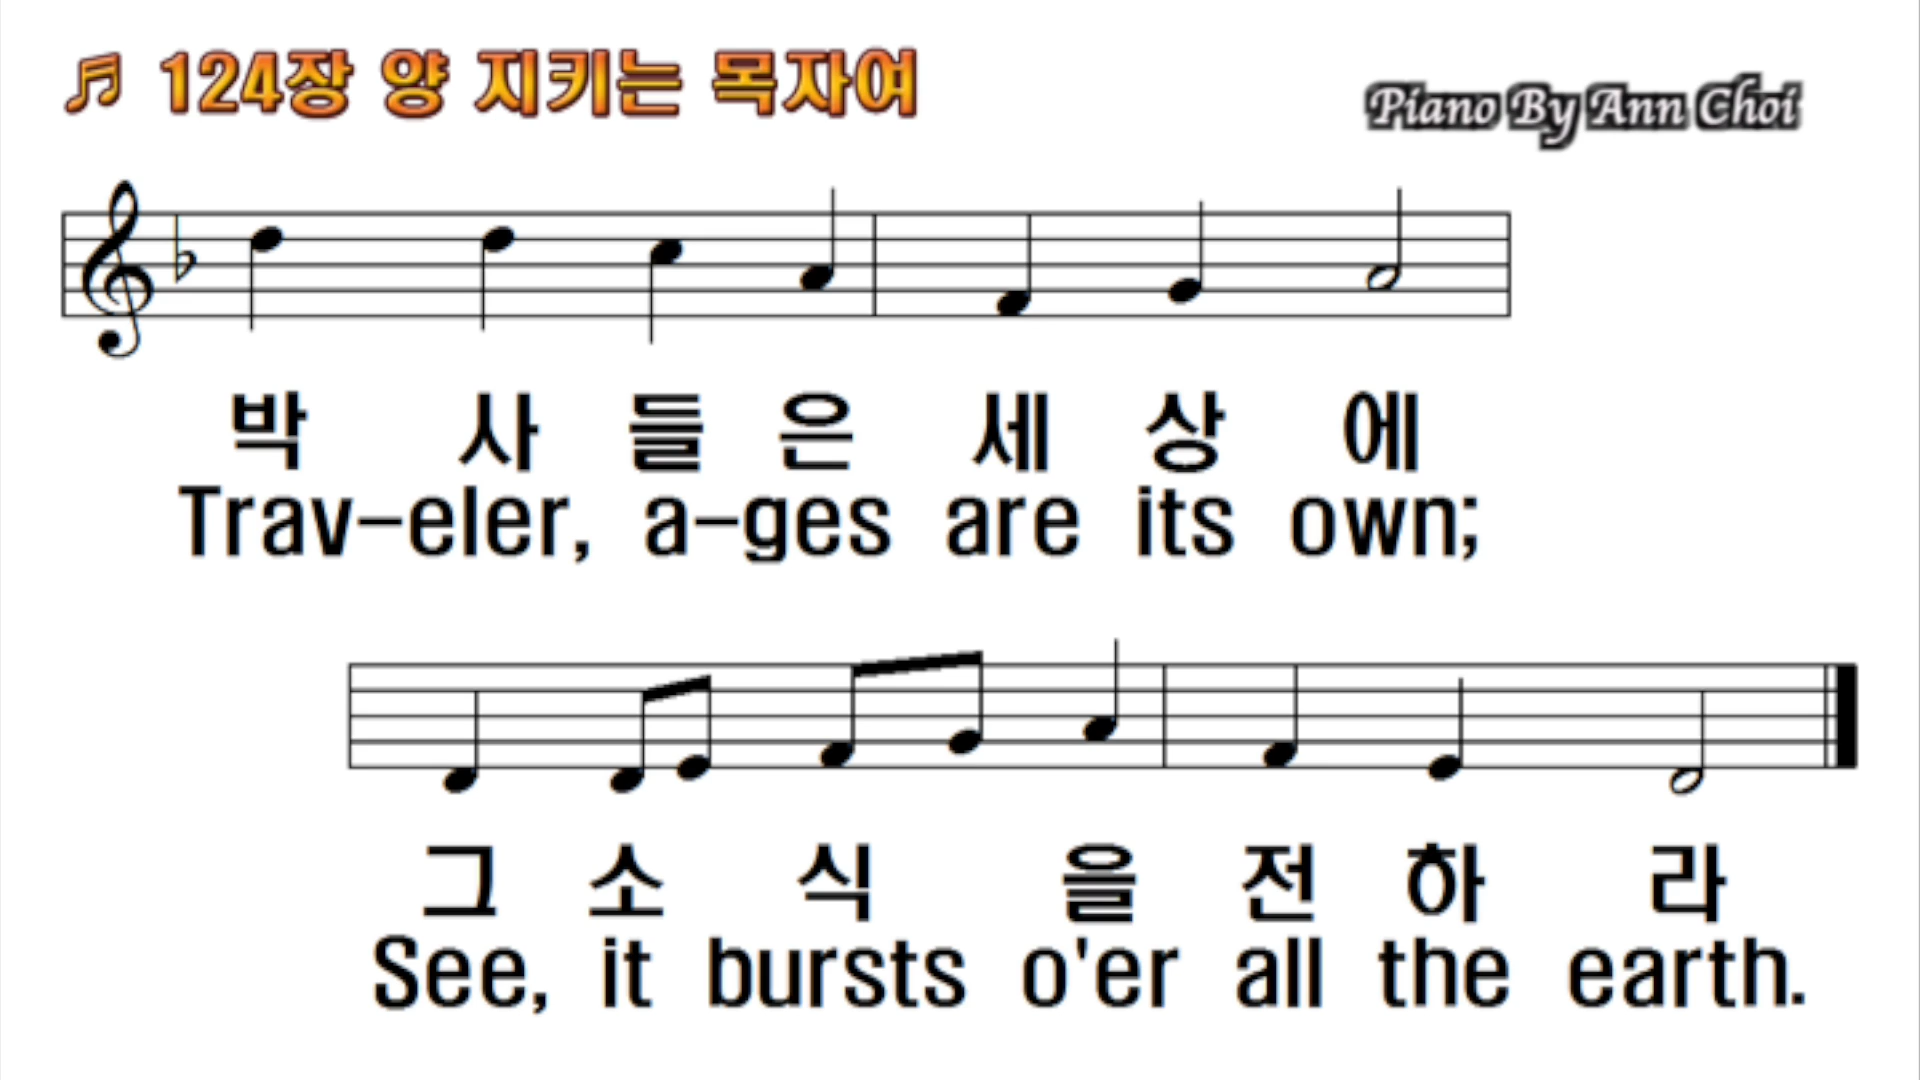 124장 양 지키는 목자여
Piano By Ann Choi
박 사 들 은 세 상 에
Trav-eler, a-ges are its own;
그 소 식 을 전 하 라
See, it bursts o'er all the earth.